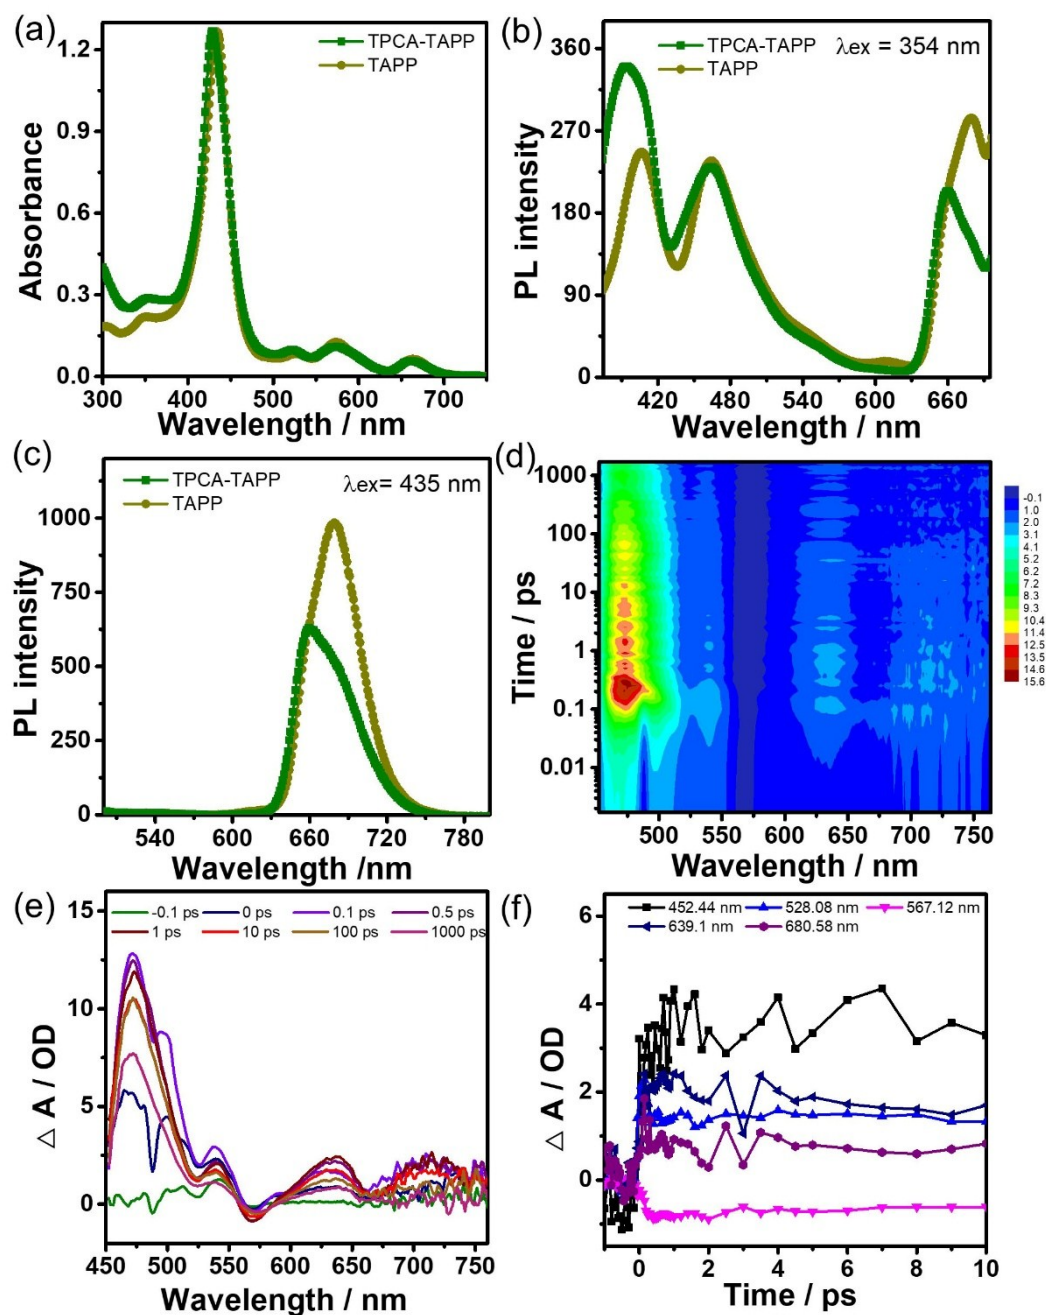 (a)
TPCA-TAPP
TAPP
1.2
0.9
0.6
0.3
0.0
Absorbance
300 400 500 600 700
Wavelength / nm
(b)
TPCA-TAPP
TAPP
λex = 354 nm
360
270
180
90
0
PL intensity
420 480 540 600 660
Wavelength / nm
(c)
TPCA-TAPP
TAPP
λex= 435 nm
1000
750
500
250
0
PL intensity
540 600 660 720 780
Wavelength /nm
(d)
1000
100
10
1
0.1
0.01
Time / ps
500 550 600 650 700 750
Wavelength / nm
-0.1
1.0
2.0
3.1
4.1
5.2
6.2
7.2
8.3
9.3
10.4
11.4
12.5
13.5
14.6
15.6
(e)
-0.1 ps 0 ps 0.1 ps 0.5 ps
1 ps 10 ps 100 ps 1000 ps
15
10
5
0
△ A / OD
450 500 550 600 650 700 750
Wavelength / nm
(f)
452.44 nm 528.08 nm 567.12 nm
639.1 nm 680.58 nm
6
4
2
0
△ A / OD
0 2 4 6 8 10
Time / ps